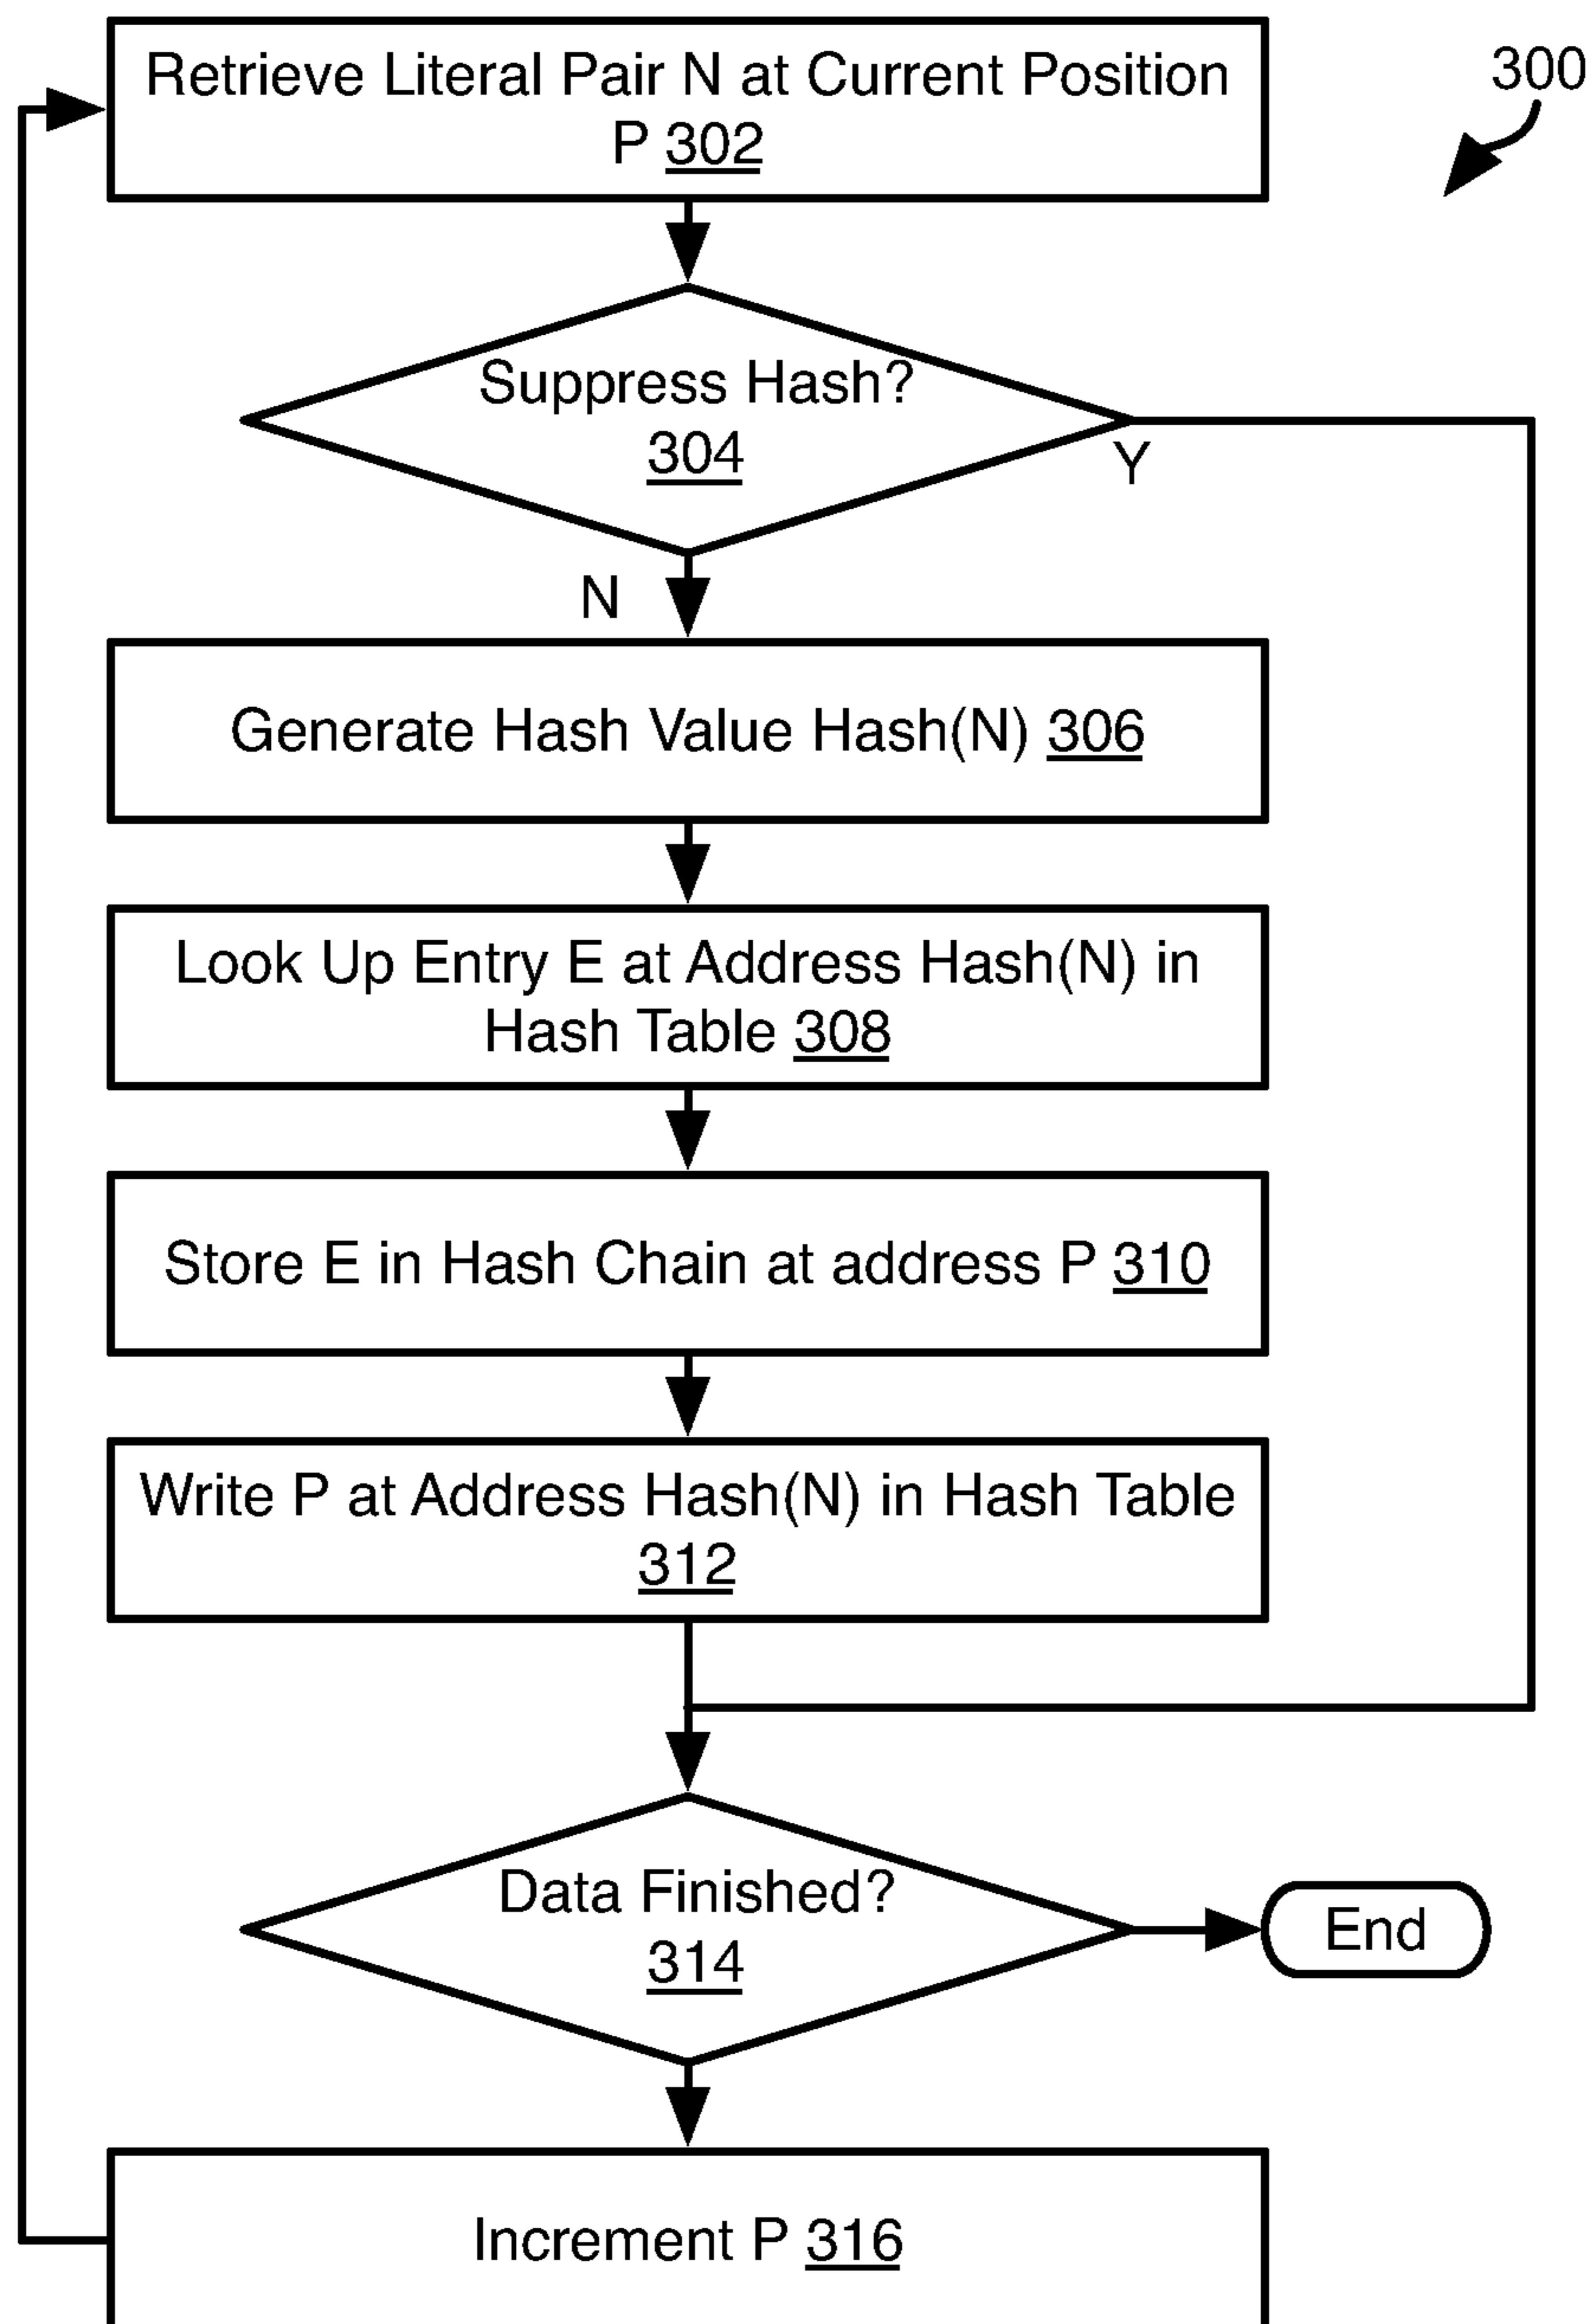 Retrieve Literal Pair N at Current Position
P 302
300
Suppress Hash?
304
Y
N
Generate Hash Value Hash(N) 306
Look Up Entry E at Address Hash(N) in
Hash Table 308
Store E in Hash Chain at address P 310
Write P at Address Hash(N) in Hash Table
312
Data Finished?
314
End
Increment P 316